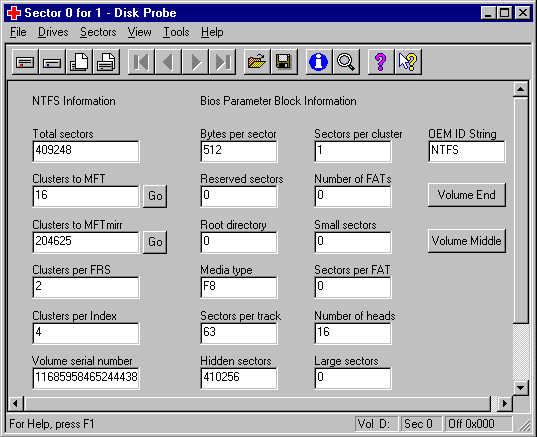 Sector 0 for 1 - Disk Probe
File Drives Sectors View Tools Help
NTFS Information Bios Parameter Block Information
Total sectors Bytes per sector Sectors per cluster OEM ID String
409248 512 1 NTFS
Clusters to MFT Reserved sectors Number of FATs
16 Go 0 0 Volume End
Clusters to MFTmirr Root directory Small sectors
204625 Go 0 0 Volume Middle
Clusters per FRS Media type Sectors per FAT
2 F8 0
Clusters per Index Sectors per track Number of heads
4 63 16
Volume serial number Hidden sectors Large sectors
11685958465244438 410256 0
For Help, press F1 Vol D: Sec 0 Off 0x000